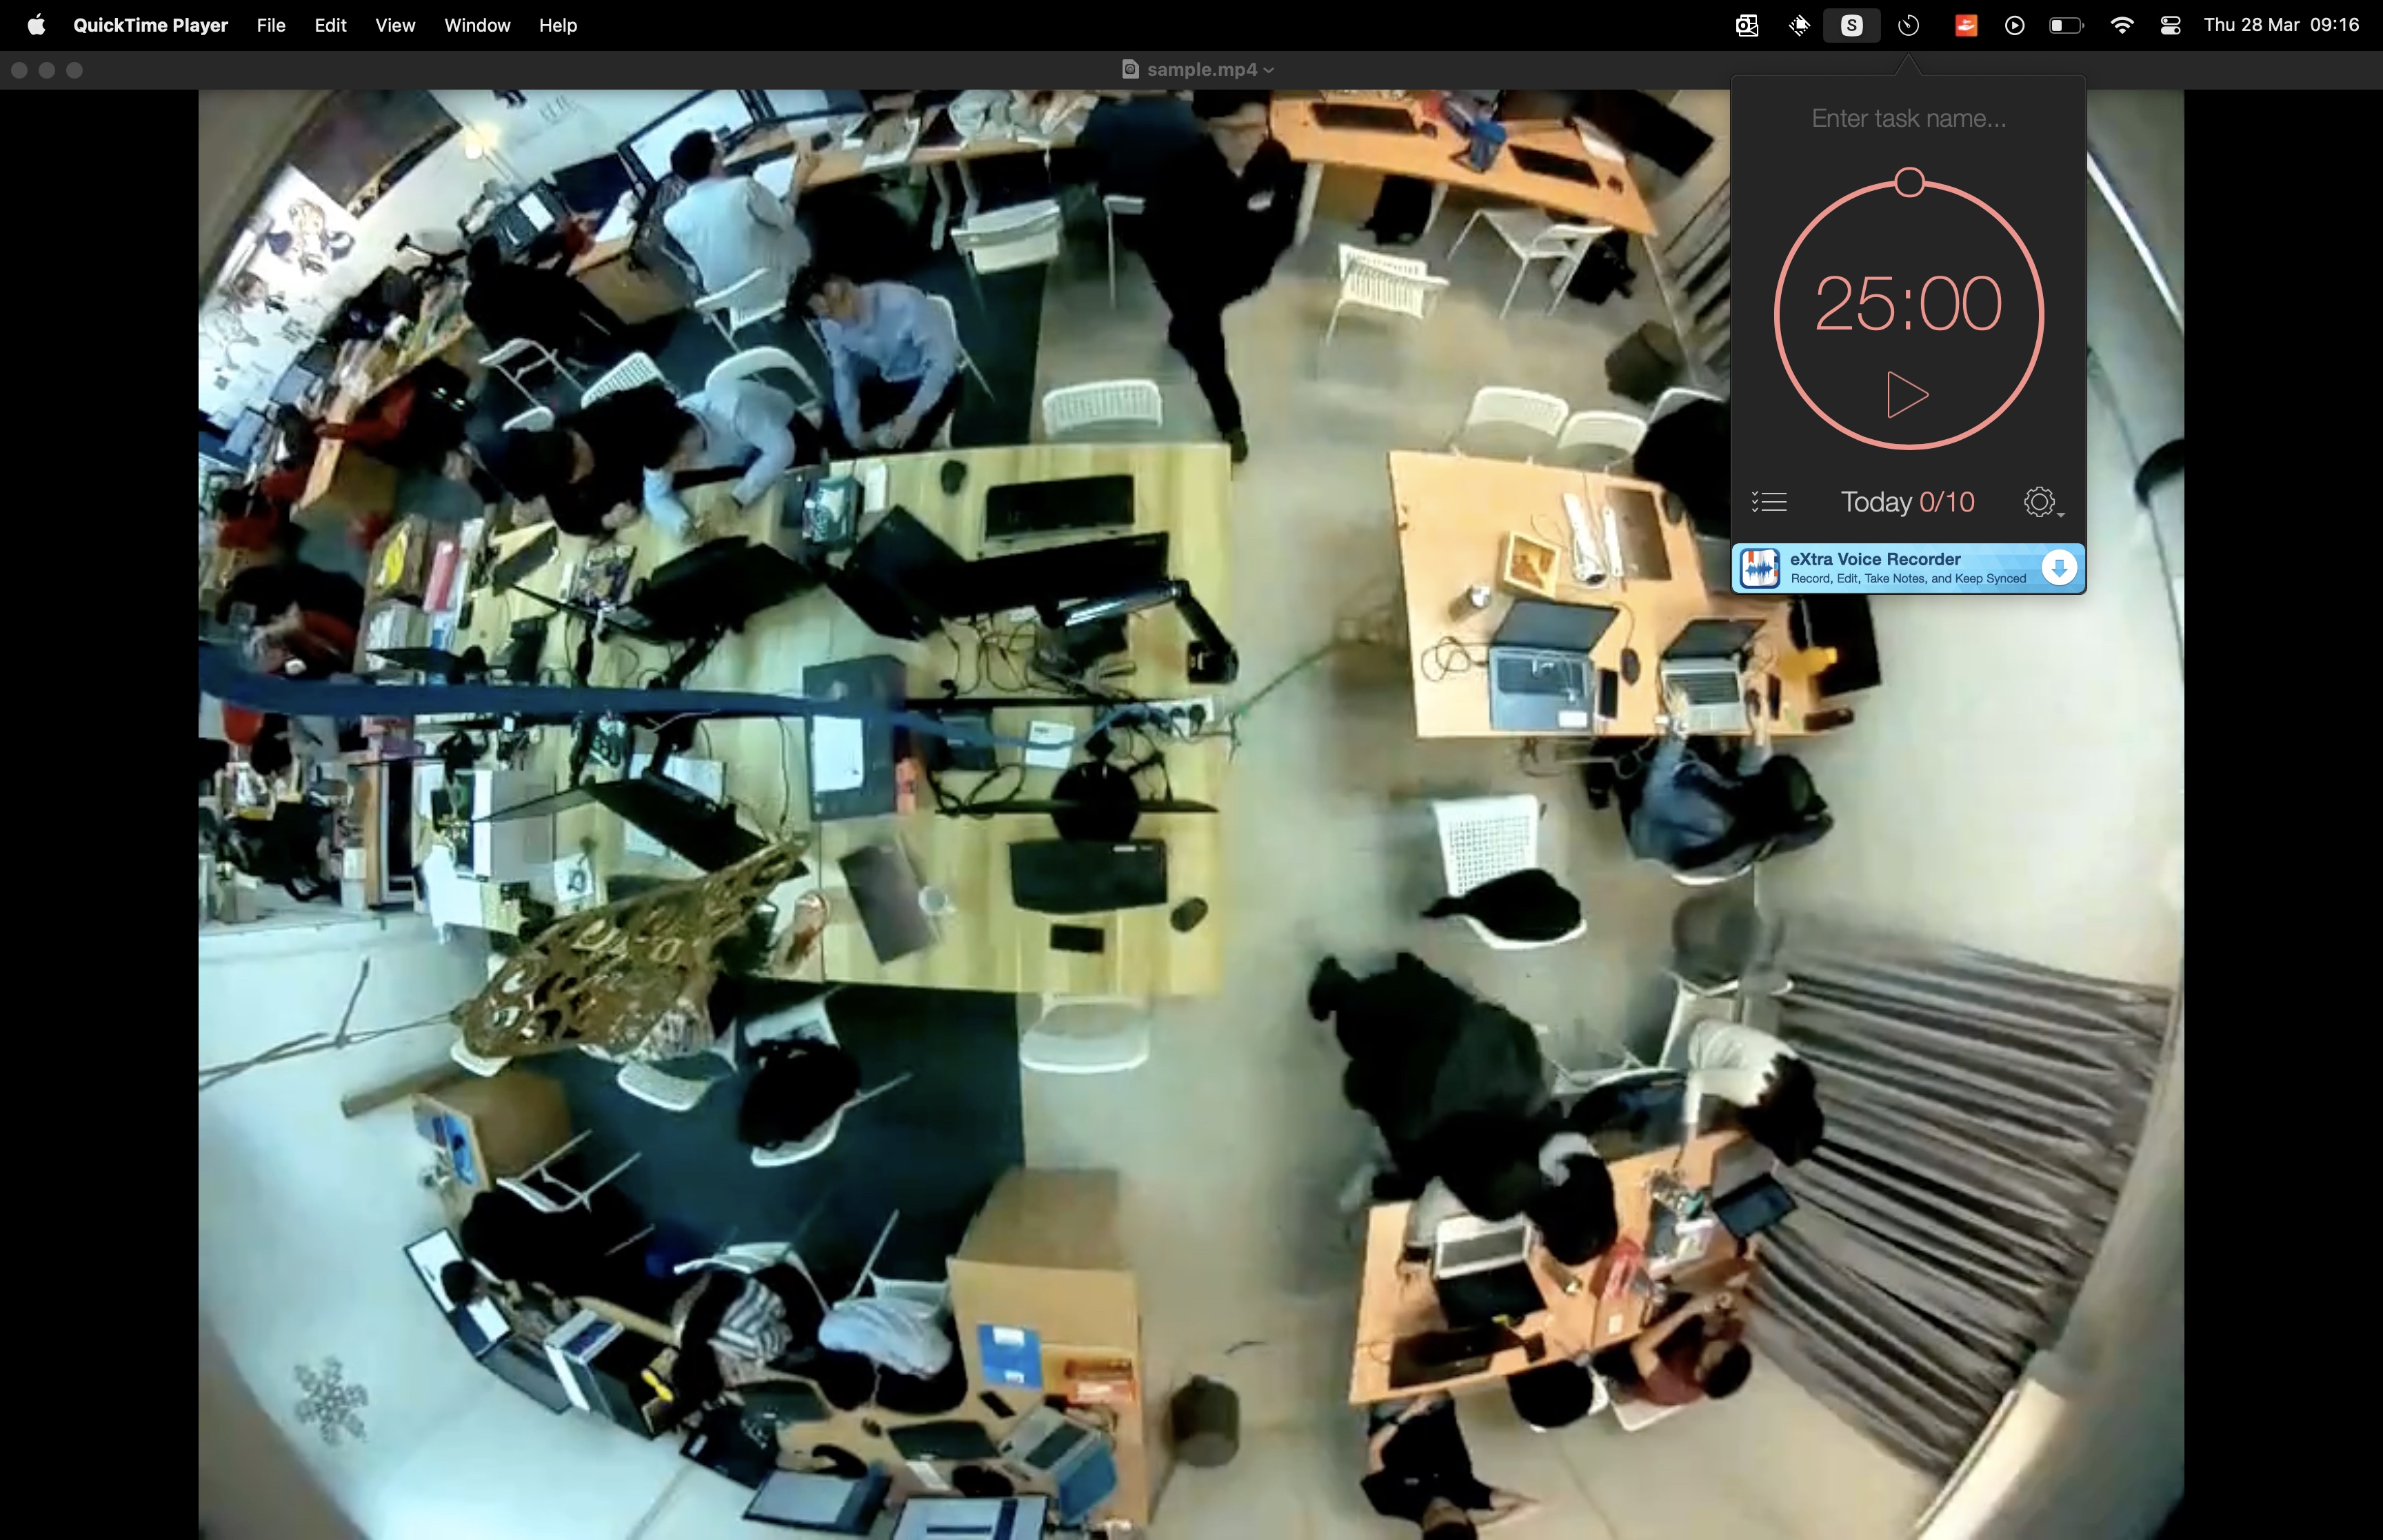 QuickTime Player File Edit View Window Help S Thu 28 Mar 09:16
sample.mp4
Enter task name...
25:00
Today 0/10
eXtra Voice Recorder
Record, Edit, Take Notes, and Keep Synced